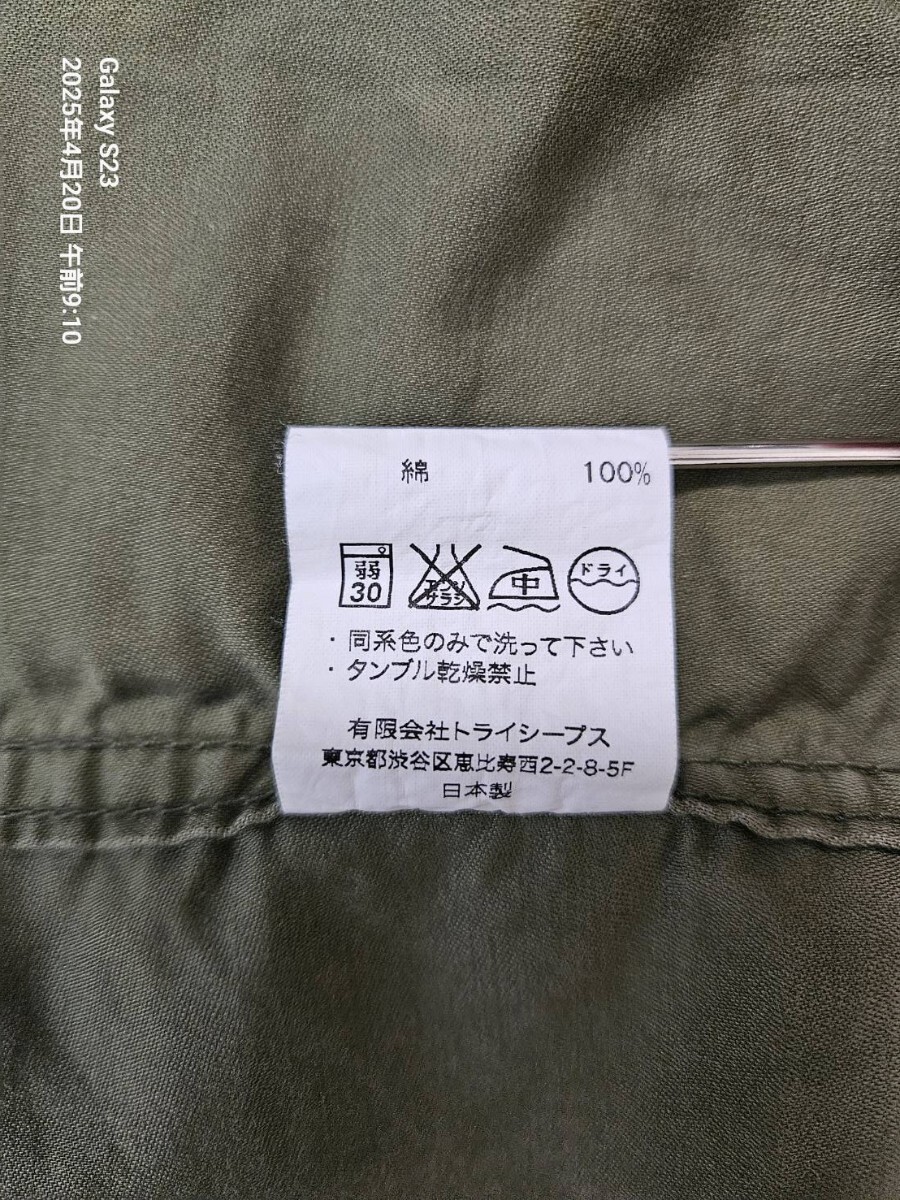 Galaxy S23
2025年4月20日 午前9:10
綿 100%
弱
30
エンソ
サラシ
中
ドライ
・同系色のみで洗って下さい
・タンブル乾燥禁止
有限会社トライシープス
東京都渋谷区恵比寿西2-2-8-5F
日本製